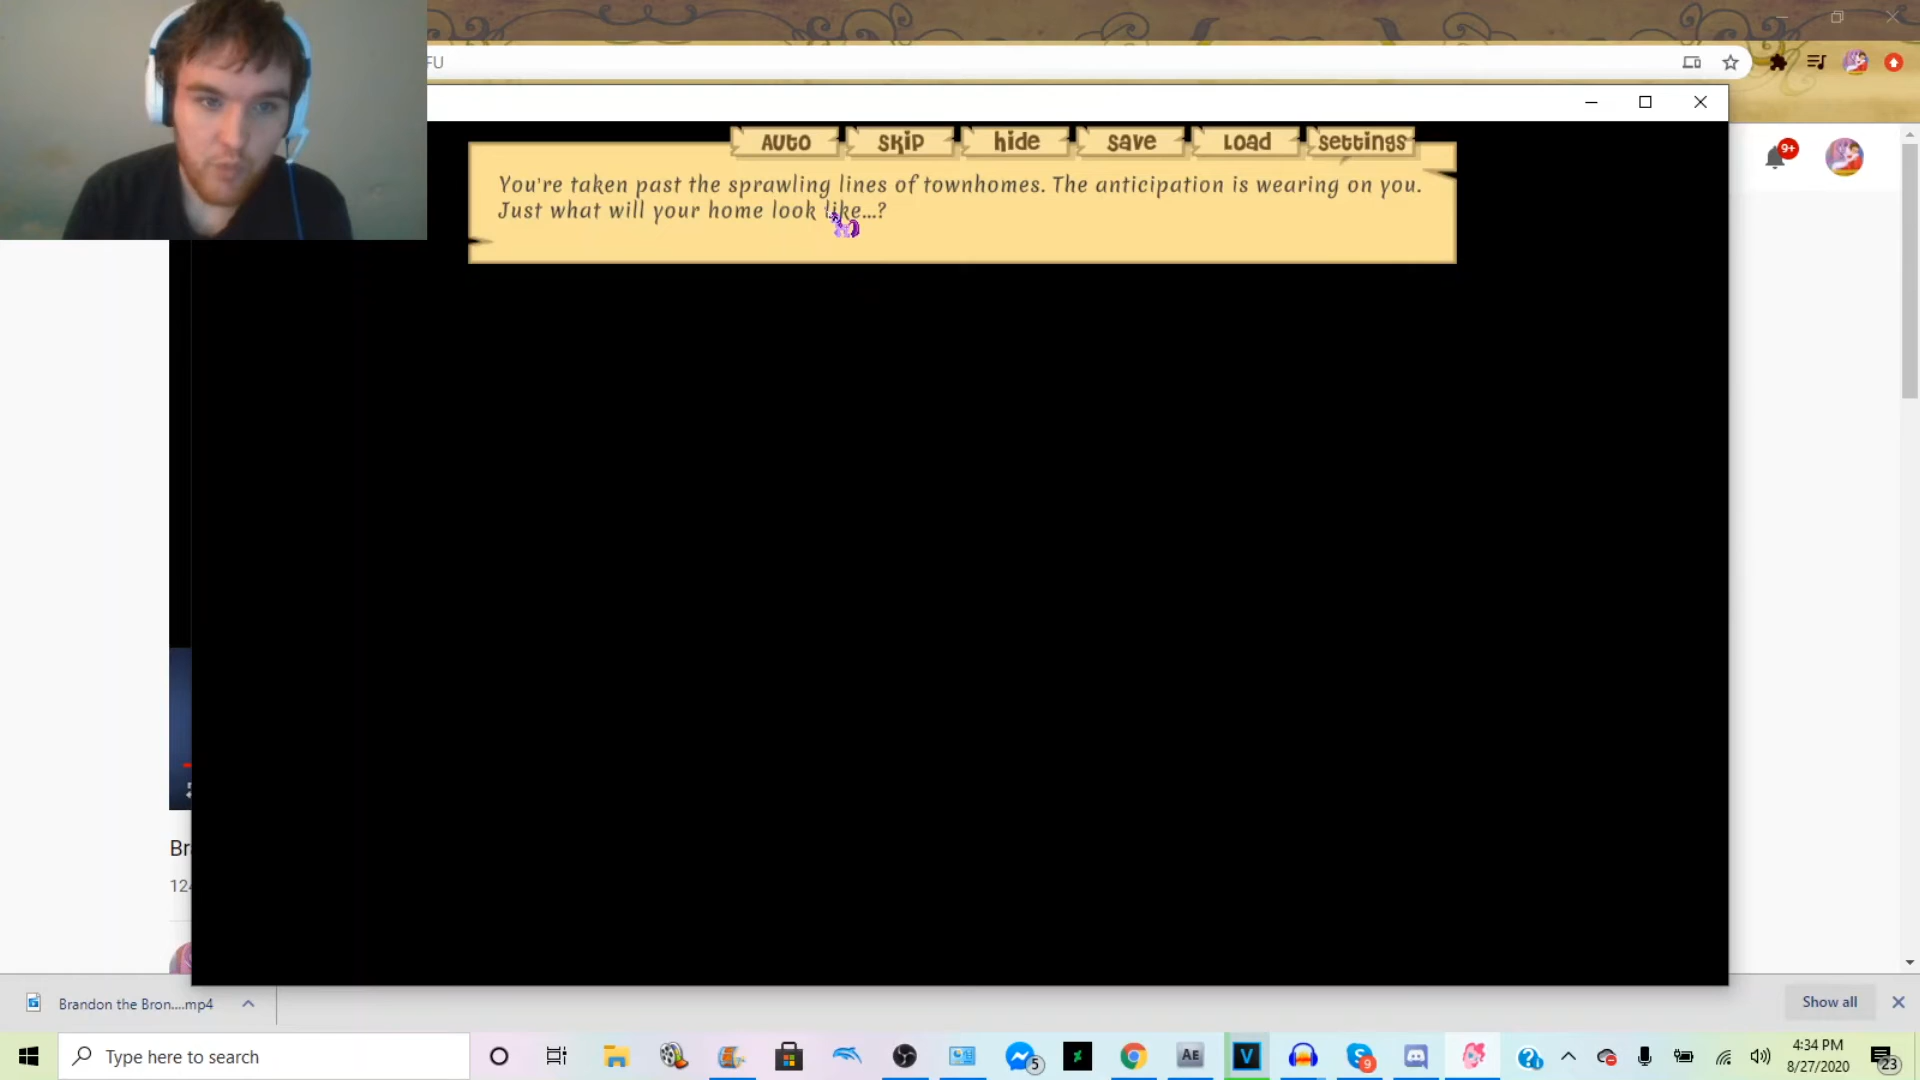 FU
Auto
skip
hide
save
Load
settings
You're taken past the sprawling lines of townhomes. The anticipation is wearing on you.
Just what will your home look like...?
9+
Br
124
Brandon the Bron....mp4
Show all
Type here to search
5
AE
V
9
4:34 PM
8/27/2020
23